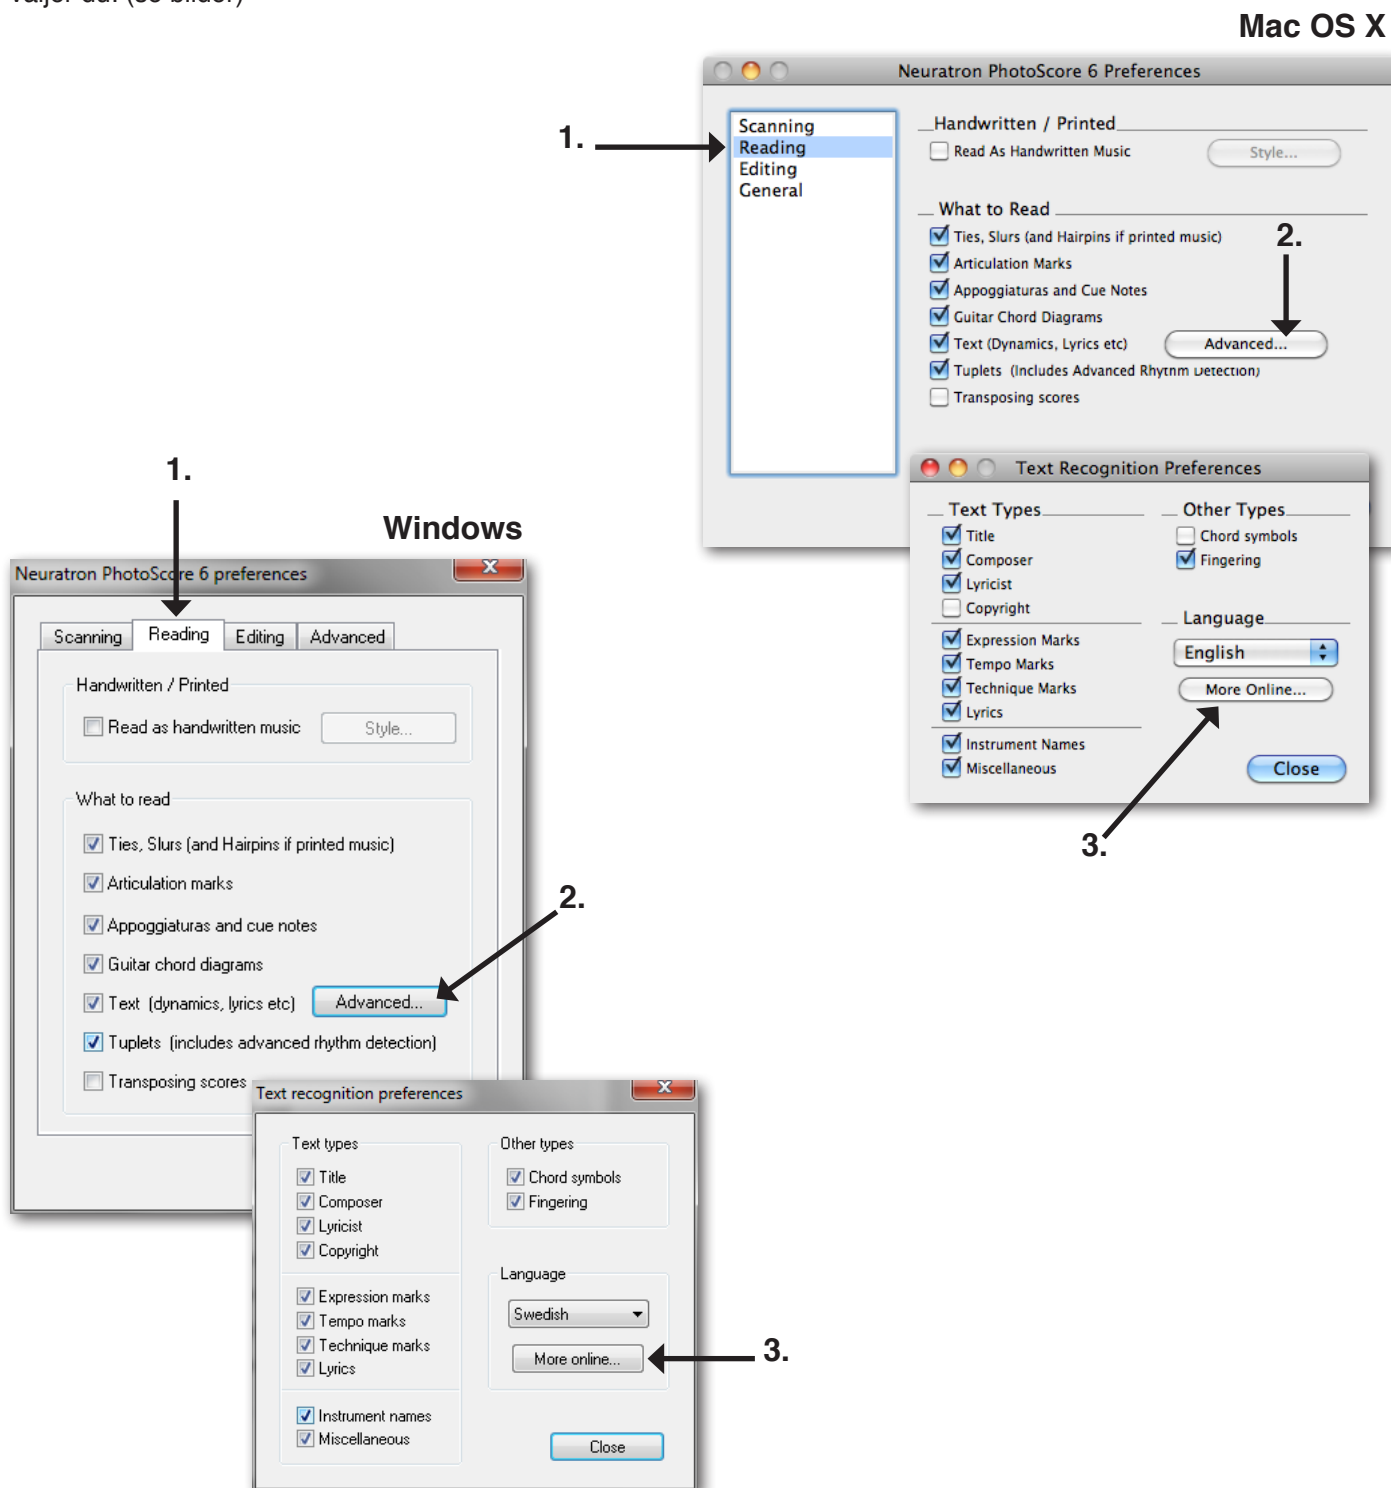 väljer du: (se bilder)
Mac OS X
Neuratron PhotoScore 6 Preferences
1.
Scanning
Reading
Editing
General
Handwritten / Printed
Read As Handwritten Music
Style...
What to Read
Ties, Slurs (and Hairpins if printed music)
2.
Articulation Marks
Appoggiaturas and Cue Notes
Guitar Chord Diagrams
Text (Dynamics, Lyrics etc)
Advanced...
Tuplets (Includes Advanced Rhythm Detection)
Transposing scores
Text Recognition Preferences
Text Types
Title
Composer
Lyricist
Copyright
Expression Marks
Tempo Marks
Technique Marks
Lyrics
Instrument Names
Miscellaneous
Other Types
Chord symbols
Fingering
Language
English
More Online...
Close
3.
1.
Windows
Neuratron PhotoScore 6 preferences
Scanning
Reading
Editing
Advanced
Handwritten / Printed
Read as handwritten music
Style...
What to read
Ties, Slurs (and Hairpins if printed music)
Articulation marks
2.
Appoggiaturas and cue notes
Guitar chord diagrams
Text (dynamics, lyrics etc)
Advanced...
Tuplets (includes advanced rhythm detection)
Transposing scores
Text recognition preferences
Text types
Title
Composer
Lyricist
Copyright
Expression marks
Tempo marks
Technique marks
Lyrics
Instrument names
Miscellaneous
Other types
Chord symbols
Fingering
Language
Swedish
More online...
3.
Close